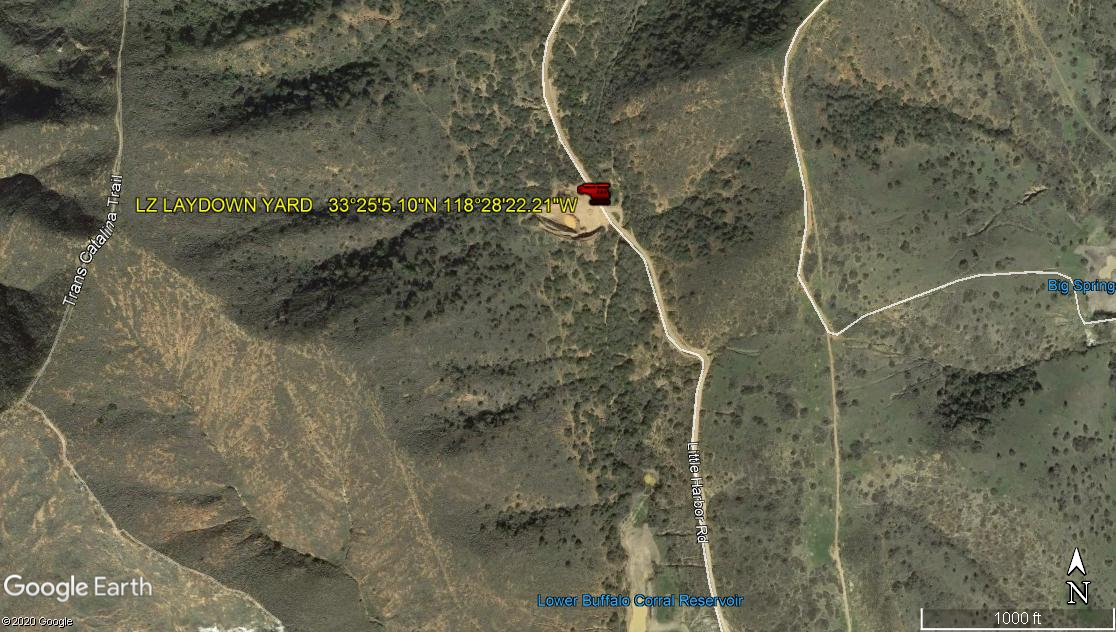 LZ LAYDOWN YARD   33°25'5.10"N 118°28'22.21"W
Trans Catalina Trail
Big Spring
Little Harbor Rd
Google Earth
Lower Buffalo Corral Reservoir
N
©2020 Google
1000 ft